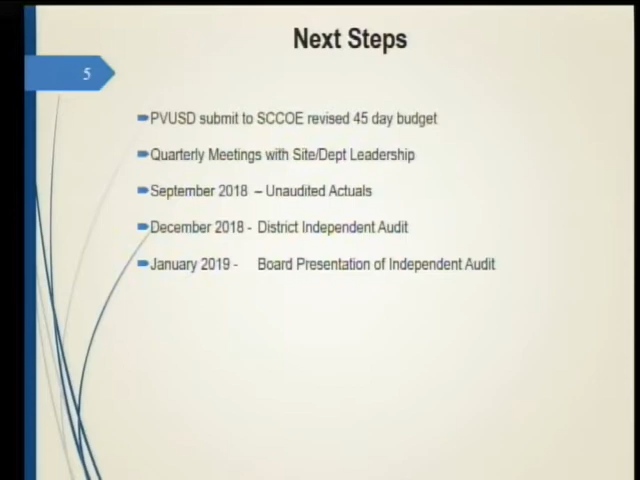 Next Steps
5
PVUSD submit to SCCOE revised 45 day budget
Quarterly Meetings with Site/Dept Leadership
September 2018 – Unaudited Actuals
December 2018 - District Independent Audit
January 2019 - Board Presentation of Independent Audit